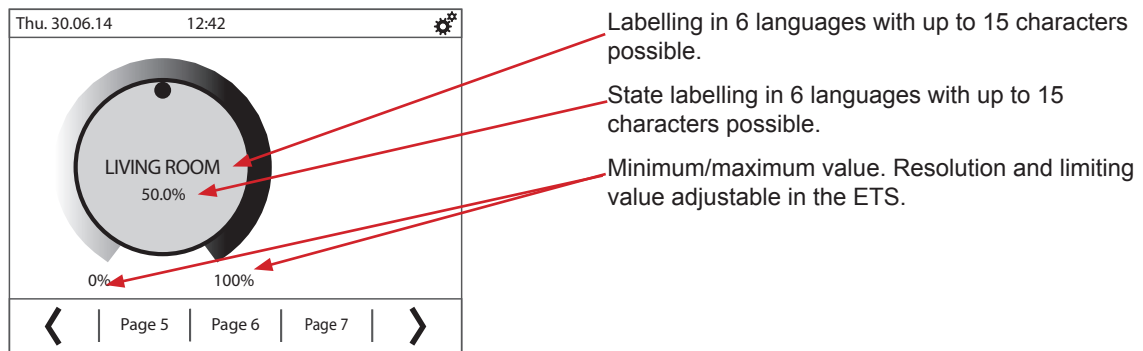 Thu. 30.06.14 12:42
LIVING ROOM
50.0%
0% 100%
Page 5 Page 6 Page 7
Labelling in 6 languages with up to 15 characters
possible.
State labelling in 6 languages with up to 15
characters possible.
Minimum/maximum value. Resolution and limiting
value adjustable in the ETS.